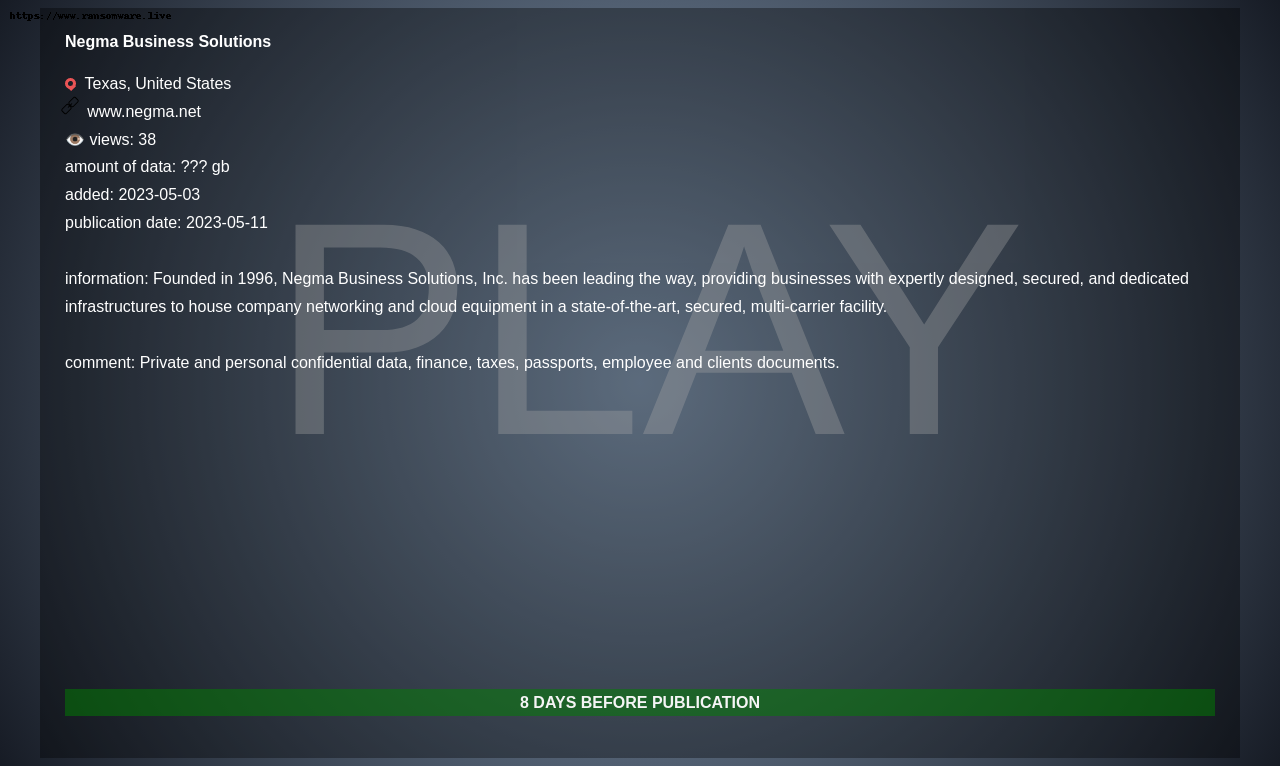 https://www.ransomware.live
Negma Business Solutions
Texas, United States
www.negma.net
views: 38
amount of data: ??? gb
added: 2023-05-03
publication date: 2023-05-11
PLAY
information: Founded in 1996, Negma Business Solutions, Inc. has been leading the way, providing businesses with expertly designed, secured, and dedicated
infrastructures to house company networking and cloud equipment in a state-of-the-art, secured, multi-carrier facility.
comment: Private and personal confidential data, finance, taxes, passports, employee and clients documents.
8 DAYS BEFORE PUBLICATION